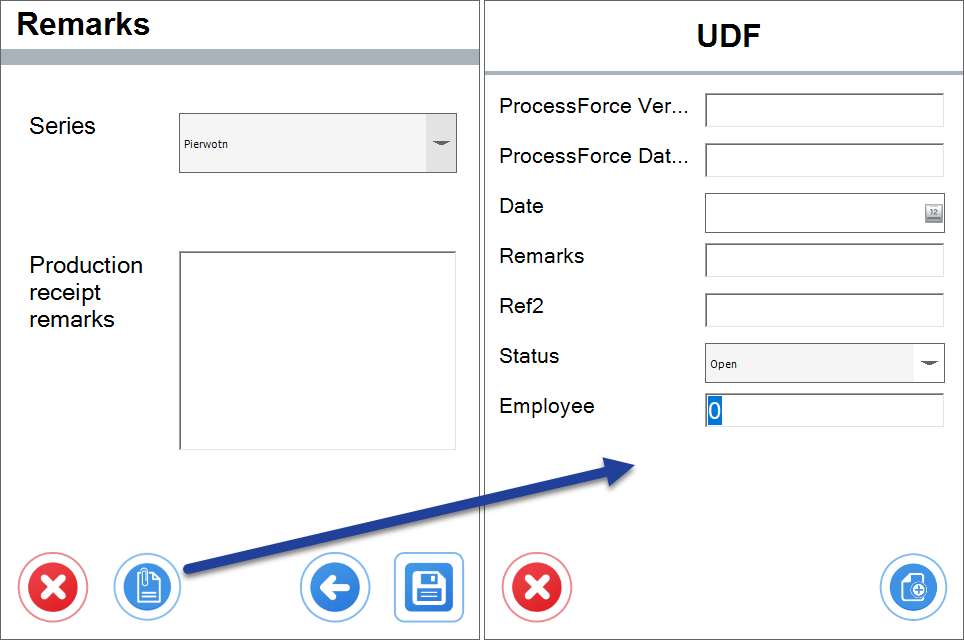 Remarks
Series
Pierwotn
Production
receipt
remarks
UDF
ProcessForce Ver...
ProcessForce Dat...
Date
12
Remarks
Ref2
Status
Open
Employee
0